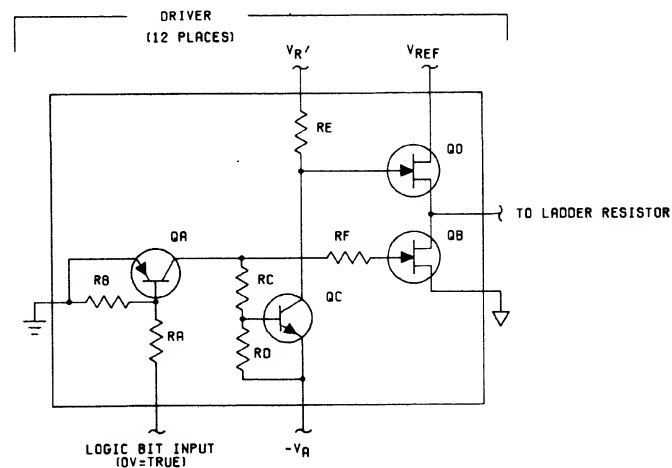 DRIVER
(12 PLACES)
VR'
VREF
RE
QD
TO LADDER RESISTOR
QA
RF
QB
RB
RC
QC
RA
RD
LOGIC BIT INPUT
(0V=TRUE)
-VA